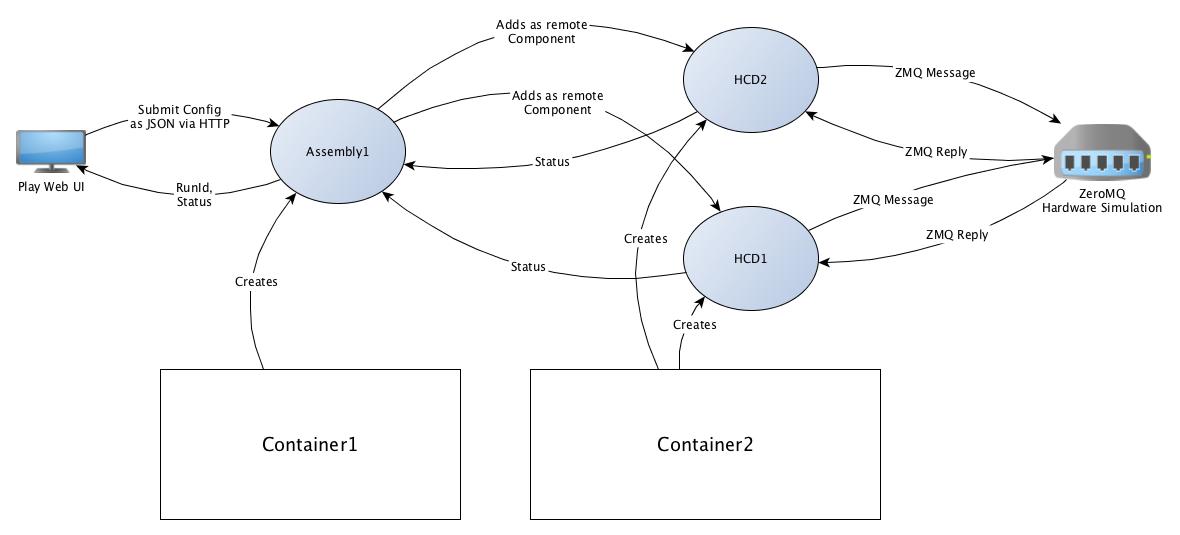 Adds as remote
Component
HCD2
ZMQ Message
Submit Config
as JSON via HTTP
Adds as remote
Component
Assembly1
Status
ZMQ Reply
Play Web UI
RunId,
Status
ZeroMQ
Hardware Simulation
ZMQ Message
ZMQ Reply
Creates
HCD1
Status
Creates
Creates
Container1
Container2